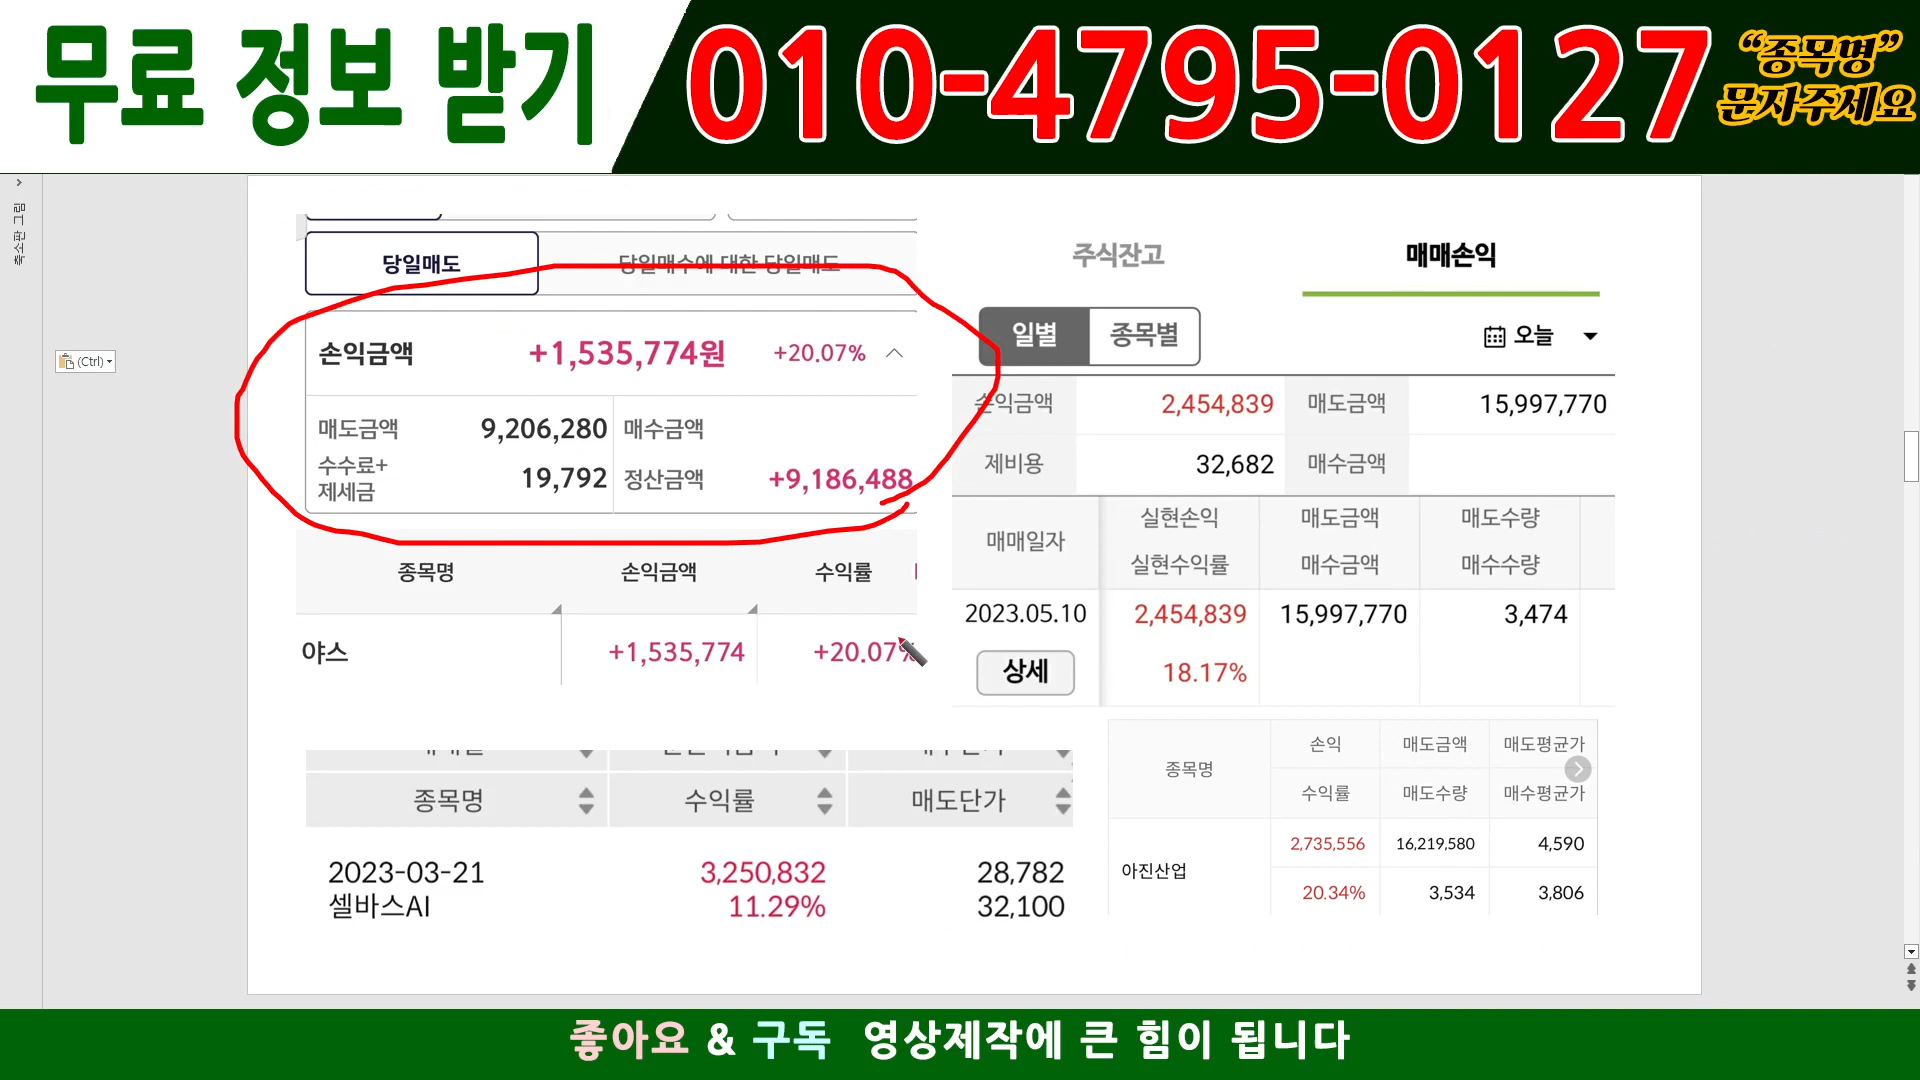 무료 정보 받기
010-4795-0127
“종목명”
문자주세요
축소판 그림
(Ctrl)
당일매도
당일매수에 대한 당일매도
손익금액 +1,535,774원 +20.07%
매도금액 9,206,280 매수금액
수수료+
제세금 19,792 정산금액 +9,186,488
종목명 손익금액 수익률
야스 +1,535,774 +20.07%
주식잔고 매매손익
일별 종목별 오늘
손익금액 2,454,839 매도금액 15,997,770
제비용 32,682 매수금액
매매일자 실현손익 매도금액 매도수량
실현수익률 매수금액 매수수량
2023.05.10 2,454,839 15,997,770 3,474
상세 18.17%
종목명 수익률 매도단가
2023-03-21 3,250,832 28,782
셀바스AI 11.29% 32,100
종목명 손익 매도금액 매도평균가
수익률 매도수량 매수평균가
아진산업 2,735,556 16,219,580 4,590
20.34% 3,534 3,806
좋아요 & 구독 영상제작에 큰 힘이 됩니다